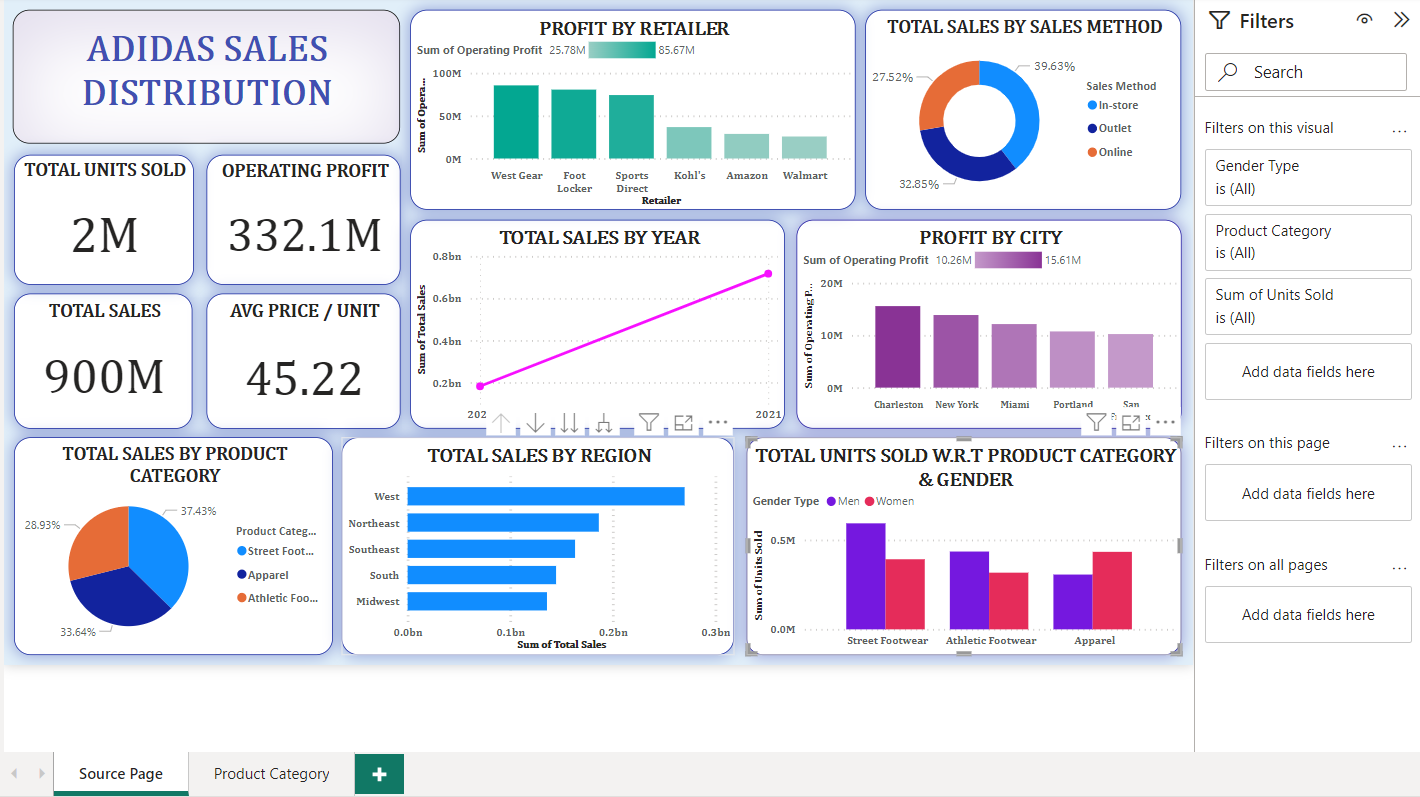 ADIDAS SALES
DISTRIBUTION
TOTAL UNITS SOLD
2M
OPERATING PROFIT
332.1M
TOTAL SALES
900M
AVG PRICE / UNIT
45.22
PROFIT BY RETAILER
Sum of Operating Profit 25.78M 85.67M
Sum of Opera...
100M
50M
0M
West Gear Foot Locker Sports Direct Kohl's Amazon Walmart
Retailer
TOTAL SALES BY SALES METHOD
39.63%
27.52%
32.85%
Sales Method
In-store
Outlet
Online
TOTAL SALES BY YEAR
Sum of Total Sales
0.8bn
0.6bn
0.4bn
0.2bn
202 2021
PROFIT BY CITY
Sum of Operating Profit 10.26M 15.61M
Sum of Operating P...
20M
10M
0M
Charleston New York Miami Portland San
TOTAL SALES BY PRODUCT
CATEGORY
37.43%
28.93%
33.64%
Product Categ...
Street Foot...
Apparel
Athletic Foo...
TOTAL SALES BY REGION
West
Northeast
Southeast
South
Midwest
0.0bn 0.1bn 0.2bn 0.3bn
Sum of Total Sales
TOTAL UNITS SOLD W.R.T PRODUCT CATEGORY
& GENDER
Gender Type Men Women
Sum of Units Sold
0.5M
0.0M
Street Footwear Athletic Footwear Apparel
Filters
Search
Filters on this visual ...
Gender Type
is (All)
Product Category
is (All)
Sum of Units Sold
is (All)
Add data fields here
Filters on this page ...
Add data fields here
Filters on all pages ...
Add data fields here
Source Page Product Category